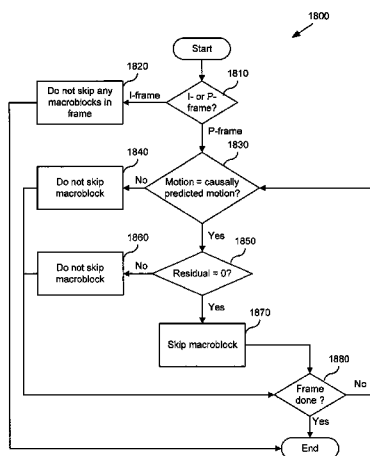 1800
Start
1820
1810
Do not skip any
macroblocks in
frame
I-frame
I- or P-
frame?
P-frame
1830
1840
Do not skip
macroblock
No
Motion = causally
predicted motion?
Yes
1860
1850
Do not skip
macroblock
No
Residual = 0?
Yes
1870
Skip macroblock
1880
Frame
done ?
No
Yes
End